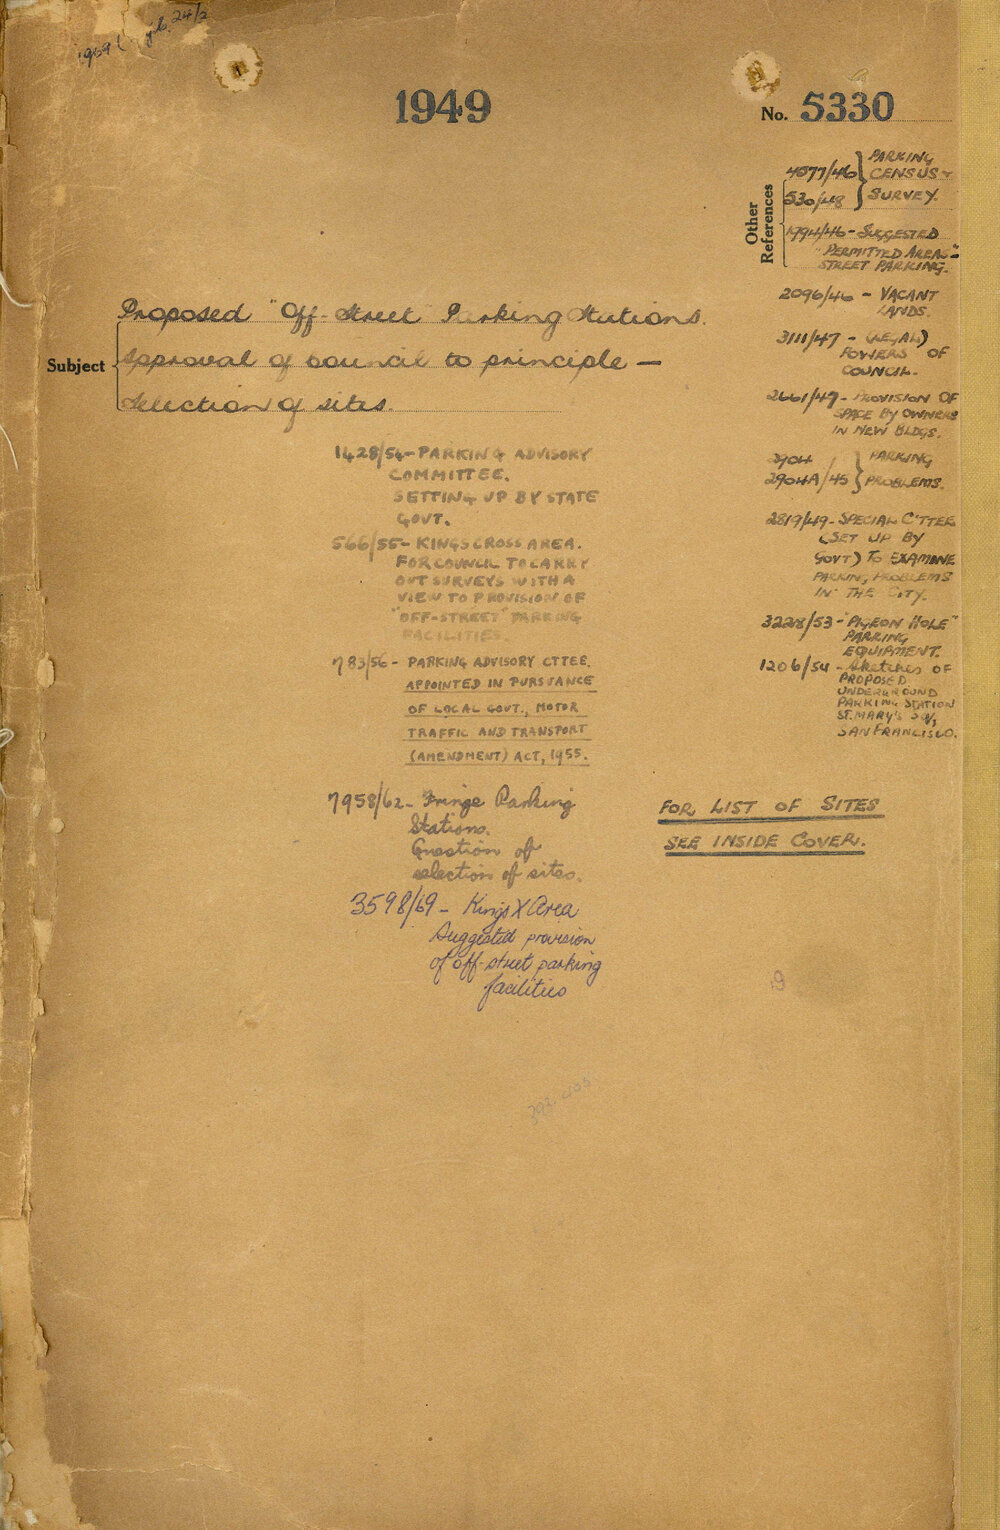 1949
No. 5330
Other References
4077/46 } PARKING
CENSUS &
530/48 } SURVEY.
1794/46 - SUGGESTED
"PERMITTED AREAS"
STREET PARKING.
2096/46 - VACANT
LANDS.
3111/47 - (LEGAL)
POWERS OF
COUNCIL.
2661/49 - PROVISION OF
SPACE BY OWNERS
IN NEW BLDGS.
2904 } PARKING
2904A/45 } PROBLEMS.
2819/49 - SPECIAL C'TTEE
(SET UP BY
GOVT) TO EXAMINE
PARKING PROBLEMS
IN THE CITY.
3228/53 - "PIGEON HOLE"
PARKING
EQUIPMENT.
1206/54 - Sketches OF
PROPOSED
UNDERGROUND
PARKING STATION
ST. MARY'S SQ,
SAN FRANCISCO.
Subject
Proposed "Off-Street" Parking Stations.
Approval of council to principle —
Selection of sites.
1428/54 - PARKING ADVISORY
COMMITTEE.
SETTING UP BY STATE
GOVT.
566/55 - KINGS CROSS AREA.
FOR COUNCIL TO CARRY
OUT SURVEYS WITH A
VIEW TO PROVISION OF
"OFF-STREET" PARKING
FACILITIES.
783/56 - PARKING ADVISORY CTTEE.
APPOINTED IN PURSUANCE
OF LOCAL GOVT., MOTOR
TRAFFIC AND TRANSPORT
(AMENDMENT) ACT, 1955.
7958/62 - Fringe Parking
Stations.
Question of
selection of sites.
3598/69 - Kings X Area
Suggested provision
of off-street parking
facilities
FOR LIST OF SITES
SEE INSIDE COVER.